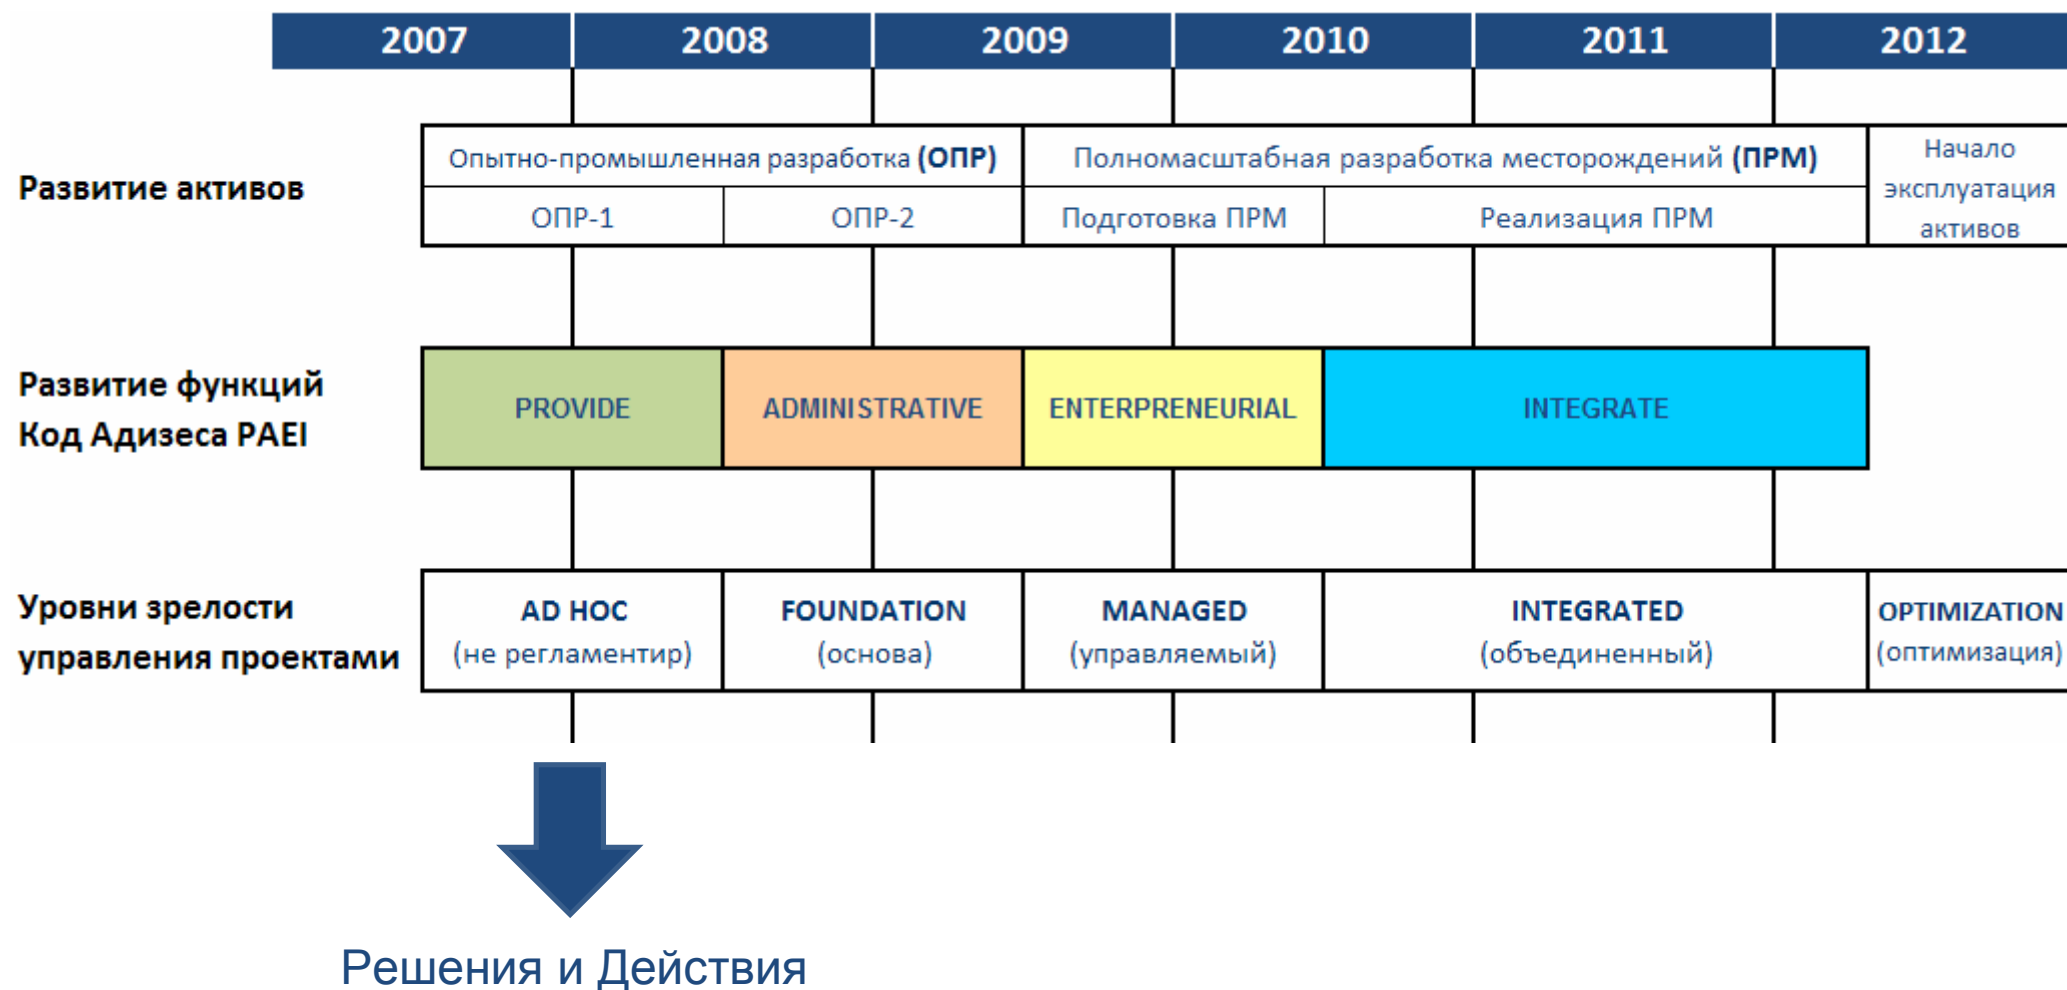 2007 2008 2009 2010 2011 2012
Развитие активов
Опытно-промышленная разработка (ОПР)
Полномасштабная разработка месторождений (ПРМ)
Начало
эксплуатация
активов
ОПР-1
ОПР-2
Подготовка ПРМ
Реализация ПРМ
Развитие функций
Код Адизеса PAEI
PROVIDE
ADMINISTRATIVE
ENTERPRENEURIAL
INTEGRATE
Уровни зрелости
управления проектами
AD HOC
(не регламентир)
FOUNDATION
(основа)
MANAGED
(управляемый)
INTEGRATED
(объединенный)
OPTIMIZATION
(оптимизация)
Решения и Действия